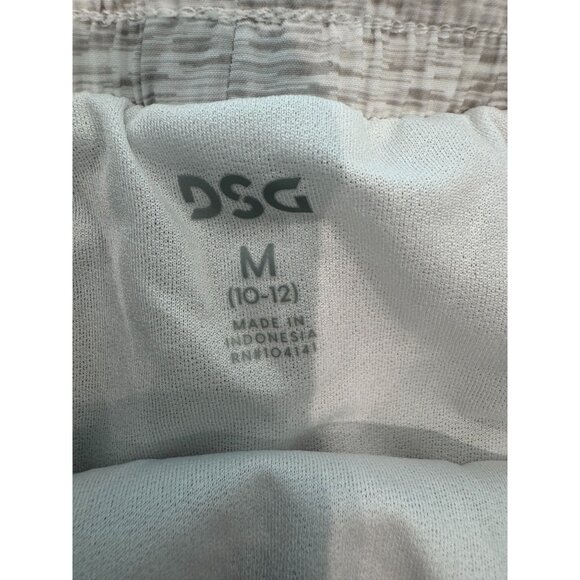 DSG
M
(10-12)
MADE IN
INDONESIA
RN#104141